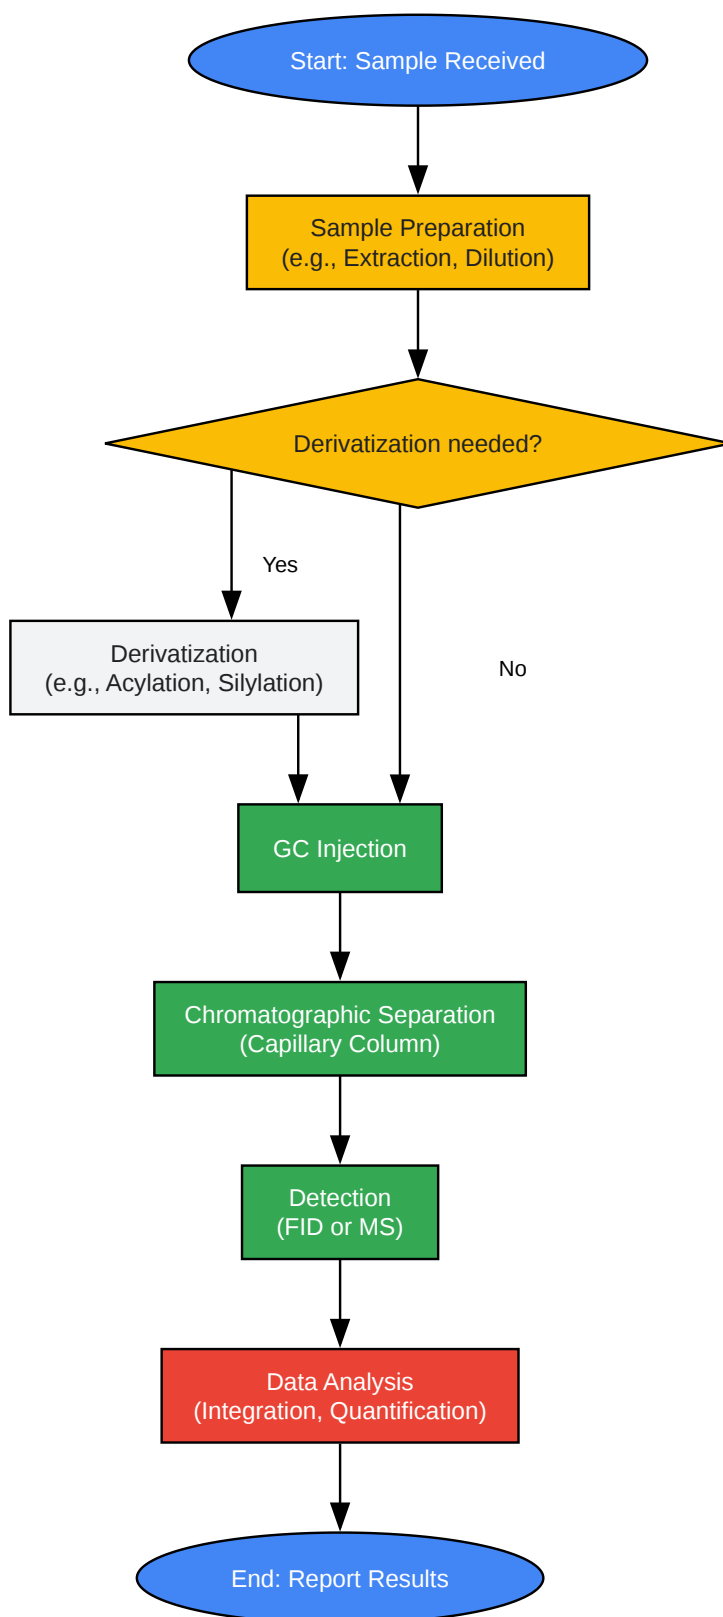 Start: Sample Received
Sample Preparation
(e.g., Extraction, Dilution)
Derivatization needed?
Yes
Derivatization
(e.g., Acylation, Silylation)
No
GC Injection
Chromatographic Separation
(Capillary Column)
Detection
(FID or MS)
Data Analysis
(Integration, Quantification)
End: Report Results